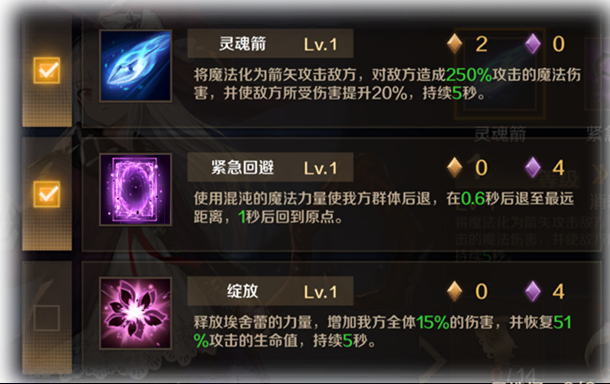 灵魂箭 Lv.1 2 0
将魔法化为箭矢攻击敌方，对敌方造成250%攻击的魔法伤
害，并使敌方所受伤害提升20%，持续5秒。
灵魂箭
紧急回避 Lv.1 0 4
使用混沌的魔法力量使我方群体后退，在0.6秒后退至最远
距离，1秒后回到原点。
绽放 Lv.1 0 4
释放埃舍蕾的力量，增加我方全体15%的伤害，并恢复51
%攻击的生命值，持续5秒。